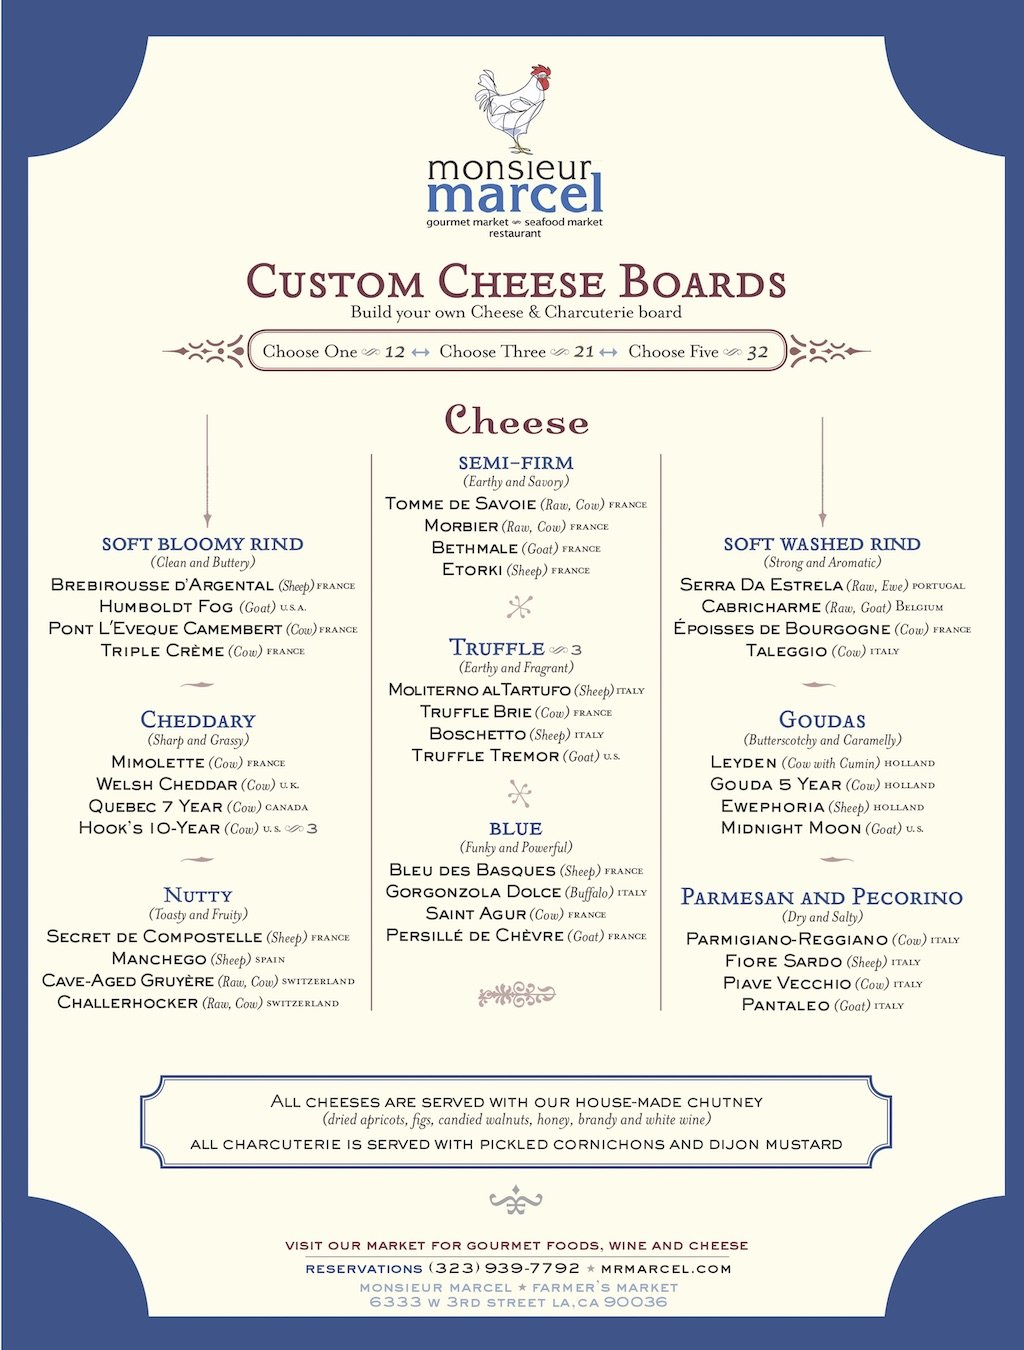 monsieur
marcel
gourmet market ∞ seafood market
restaurant
CUSTOM CHEESE BOARDS
Build your own Cheese & Charcuterie board
Choose One ∞ 12 ↔ Choose Three ∞ 21 ↔ Choose Five ∞ 32
Cheese
SOFT BLOOMY RIND
(Clean and Buttery)
BREBIROUSSE D'ARGENTAL (Sheep) FRANCE
HUMBOLDT FOG (Goat) U.S.A.
PONT L'EVEQUE CAMEMBERT (Cow) FRANCE
TRIPLE CRÈME (Cow) FRANCE
CHEDDARY
(Sharp and Grassy)
MIMOLETTE (Cow) FRANCE
WELSH CHEDDAR (Cow) U.K.
QUEBEC 7 YEAR (Cow) CANADA
HOOK'S 10-YEAR (Cow) U.S. ∞ 3
NUTTY
(Toasty and Fruity)
SECRET DE COMPOSTELLE (Sheep) FRANCE
MANCHEGO (Sheep) SPAIN
CAVE-AGED GRUYÈRE (Raw, Cow) SWITZERLAND
CHALLERHOCKER (Raw, Cow) SWITZERLAND
SEMI-FIRM
(Earthy and Savory)
TOMME DE SAVOIE (Raw, Cow) FRANCE
MORBIER (Raw, Cow) FRANCE
BETHMALE (Goat) FRANCE
ETORKI (Sheep) FRANCE
TRUFFLE ∞ 3
(Earthy and Fragrant)
MOLITERNO AL TARTUFO (Sheep) ITALY
TRUFFLE BRIE (Cow) FRANCE
BOSCHETTO (Sheep) ITALY
TRUFFLE TREMOR (Goat) U.S.
BLUE
(Funky and Powerful)
BLEU DES BASQUES (Sheep) FRANCE
GORGONZOLA DOLCE (Buffalo) ITALY
SAINT AGUR (Cow) FRANCE
PERSILLÉ DE CHÈVRE (Goat) FRANCE
SOFT WASHED RIND
(Strong and Aromatic)
SERRA DA ESTRELA (Raw, Ewe) PORTUGAL
CABRICHARME (Raw, Goat) BELGIUM
ÉPOISSES DE BOURGOGNE (Cow) FRANCE
TALEGGIO (Cow) ITALY
GOUDAS
(Butterscotchy and Caramelly)
LEYDEN (Cow with Cumin) HOLLAND
GOUDA 5 YEAR (Cow) HOLLAND
EWEPHORIA (Sheep) HOLLAND
MIDNIGHT MOON (Goat) U.S.
PARMESAN AND PECORINO
(Dry and Salty)
PARMIGIANO-REGGIANO (Cow) ITALY
FIORE SARDO (Sheep) ITALY
PIAVE VECCHIO (Cow) ITALY
PANTALEO (Goat) ITALY
ALL CHEESES ARE SERVED WITH OUR HOUSE-MADE CHUTNEY
(dried apricots, figs, candied walnuts, honey, brandy and white wine)
ALL CHARCUTERIE IS SERVED WITH PICKLED CORNICHONS AND DIJON MUSTARD
VISIT OUR MARKET FOR GOURMET FOODS, WINE AND CHEESE
RESERVATIONS (323) 939-7792 ★ MRMARCEL.COM
MONSIEUR MARCEL ★ FARMER'S MARKET
6333 W 3RD STREET LA, CA 90036